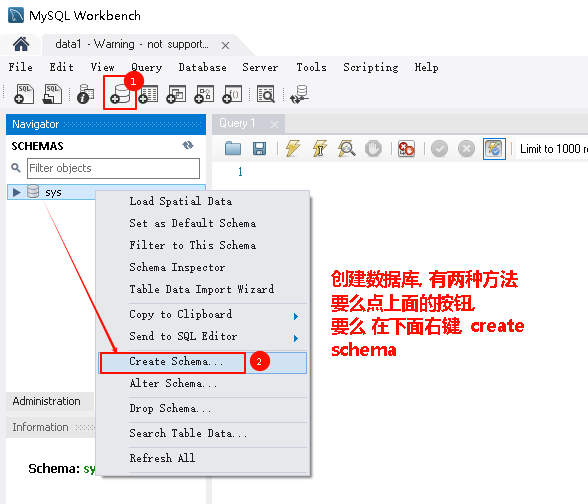 MySQL Workbench
data1 - Warning - not support...
File Edit View Query Database Server Tools Scripting Help
1
Navigator
Query 1
SCHEMAS
Filter objects
Limit to 1000 r
1
sys
Load Spatial Data
Set as Default Schema
Filter to This Schema
Schema Inspector
Table Data Import Wizard
Copy to Clipboard
Send to SQL Editor
Create Schema...
2
Alter Schema...
Drop Schema...
Search Table Data...
Refresh All
创建数据库, 有两种方法
要么点上面的按钮,
要么 在下面右键, create
schema
Administration
Information
Schema: sy